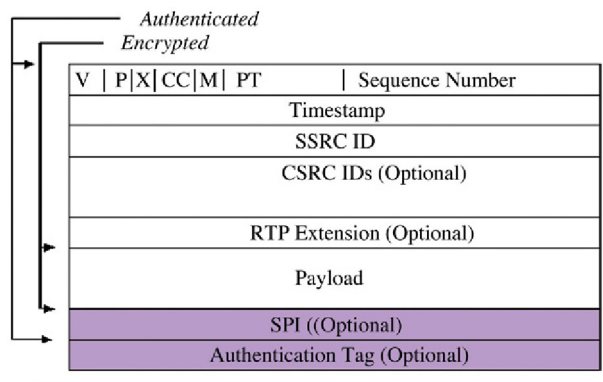 Authenticated
Encrypted
V | P|X| CC|M| PT | Sequence Number
Timestamp
SSRC ID
CSRC IDs (Optional)
RTP Extension (Optional)
Payload
SPI ((Optional)
Authentication Tag (Optional)